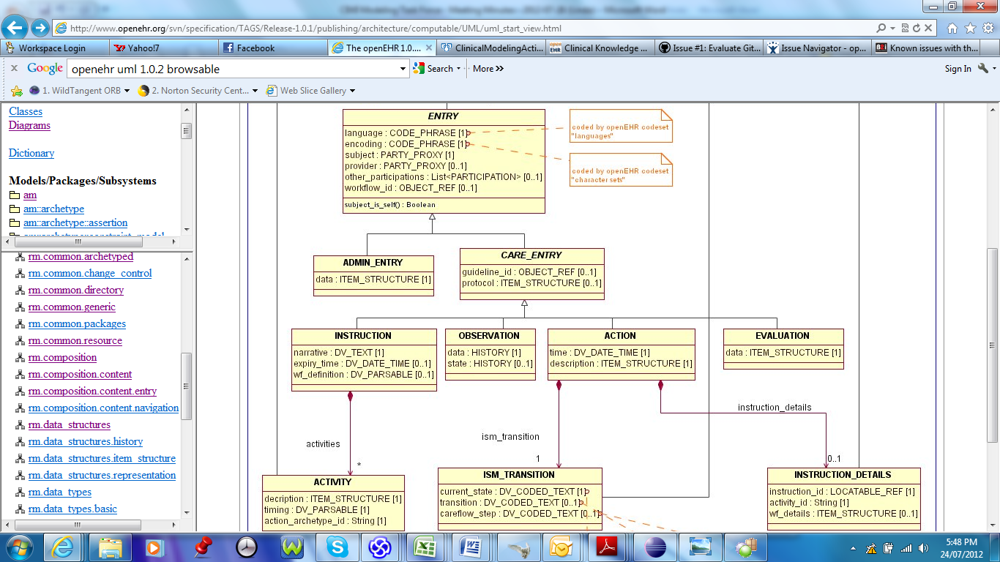 http://www.openehr.org/svn/specification/TAGS/Release-1.0.1/publishing/architecture/computable/UML/uml_start_view.html
Workspace Login
Yahoo!7
Facebook
The openEHR 1.0....
ClinicalModelingActi...
Clinical Knowledge ...
Issue #1: Evaluate Git...
Issue Navigator - op...
Known issues with th...
x Google openehr uml 1.0.2 browsable Search More »
Sign In
1. WildTangent ORB
2. Norton Security Cent...
Web Slice Gallery
Classes
Diagrams
Dictionary
Models/Packages/Subsystems
am
am::archetype
am::archetype::assertion
rm.common.archetyped
rm.common.change_control
rm.common.directory
rm.common.generic
rm.common.packages
rm.common.resource
rm.composition
rm.composition.content
rm.composition.content.entry
rm.composition.content.navigation
rm.data_structures
rm.data_structures.history
rm.data_structures.item_structure
rm.data_structures.representation
rm.data_types
rm.data_types.basic
ENTRY
language : CODE_PHRASE [1]
encoding : CODE_PHRASE [1]
subject : PARTY_PROXY [1]
provider : PARTY_PROXY [0..1]
other_participations : List<PARTICIPATION> [0..1]
workflow_id : OBJECT_REF [0..1]
subject_is_self() : Boolean
coded by openEHR codeset
"languages"
coded by openEHR codeset
"character sets"
ADMIN_ENTRY
data : ITEM_STRUCTURE [1]
CARE_ENTRY
guideline_id : OBJECT_REF [0..1]
protocol : ITEM_STRUCTURE [0..1]
INSTRUCTION
narrative : DV_TEXT [1]
expiry_time : DV_DATE_TIME [0..1]
wf_definition : DV_PARSABLE [0..1]
OBSERVATION
data : HISTORY [1]
state : HISTORY [0..1]
ACTION
time : DV_DATE_TIME [1]
description : ITEM_STRUCTURE [1]
EVALUATION
data : ITEM_STRUCTURE [1]
activities
*
ism_transition
1
instruction_details
0..1
ACTIVITY
decription : ITEM_STRUCTURE [1]
timing : DV_PARSABLE [1]
action_archetype_id : String [1]
ISM_TRANSITION
current_state : DV_CODED_TEXT [1]
transition : DV_CODED_TEXT [0..1]
careflow_step : DV_CODED_TEXT [0..1]
INSTRUCTION_DETAILS
instruction_id : LOCATABLE_REF [1]
activity_id : String [1]
wf_details : ITEM_STRUCTURE [0..1]
5:48 PM
24/07/2012